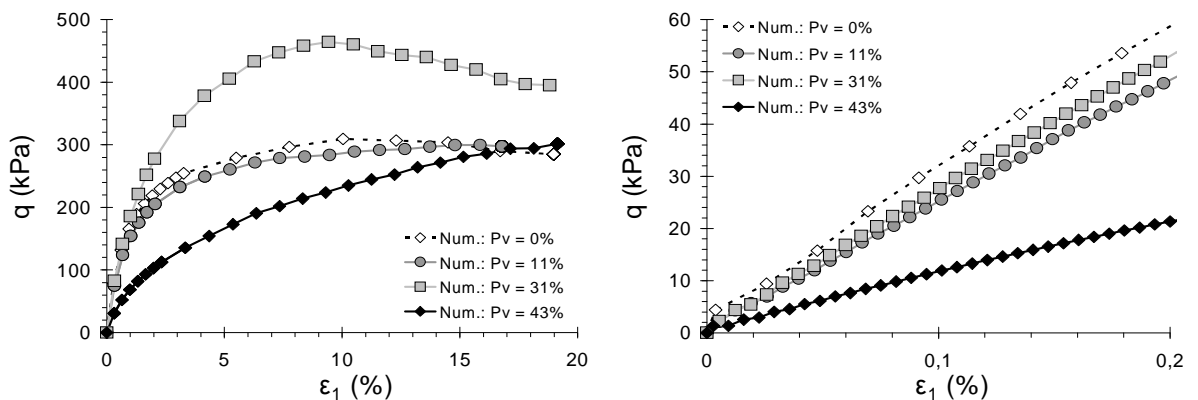 500
400
300
200
100
0
q (kPa)
0
5
10
15
20
ε1 (%)
Num.: Pv = 0%
Num.: Pv = 11%
Num.: Pv = 31%
Num.: Pv = 43%
60
50
40
30
20
10
0
q (kPa)
0
0,1
0,2
ε1 (%)
Num.: Pv = 0%
Num.: Pv = 11%
Num.: Pv = 31%
Num.: Pv = 43%